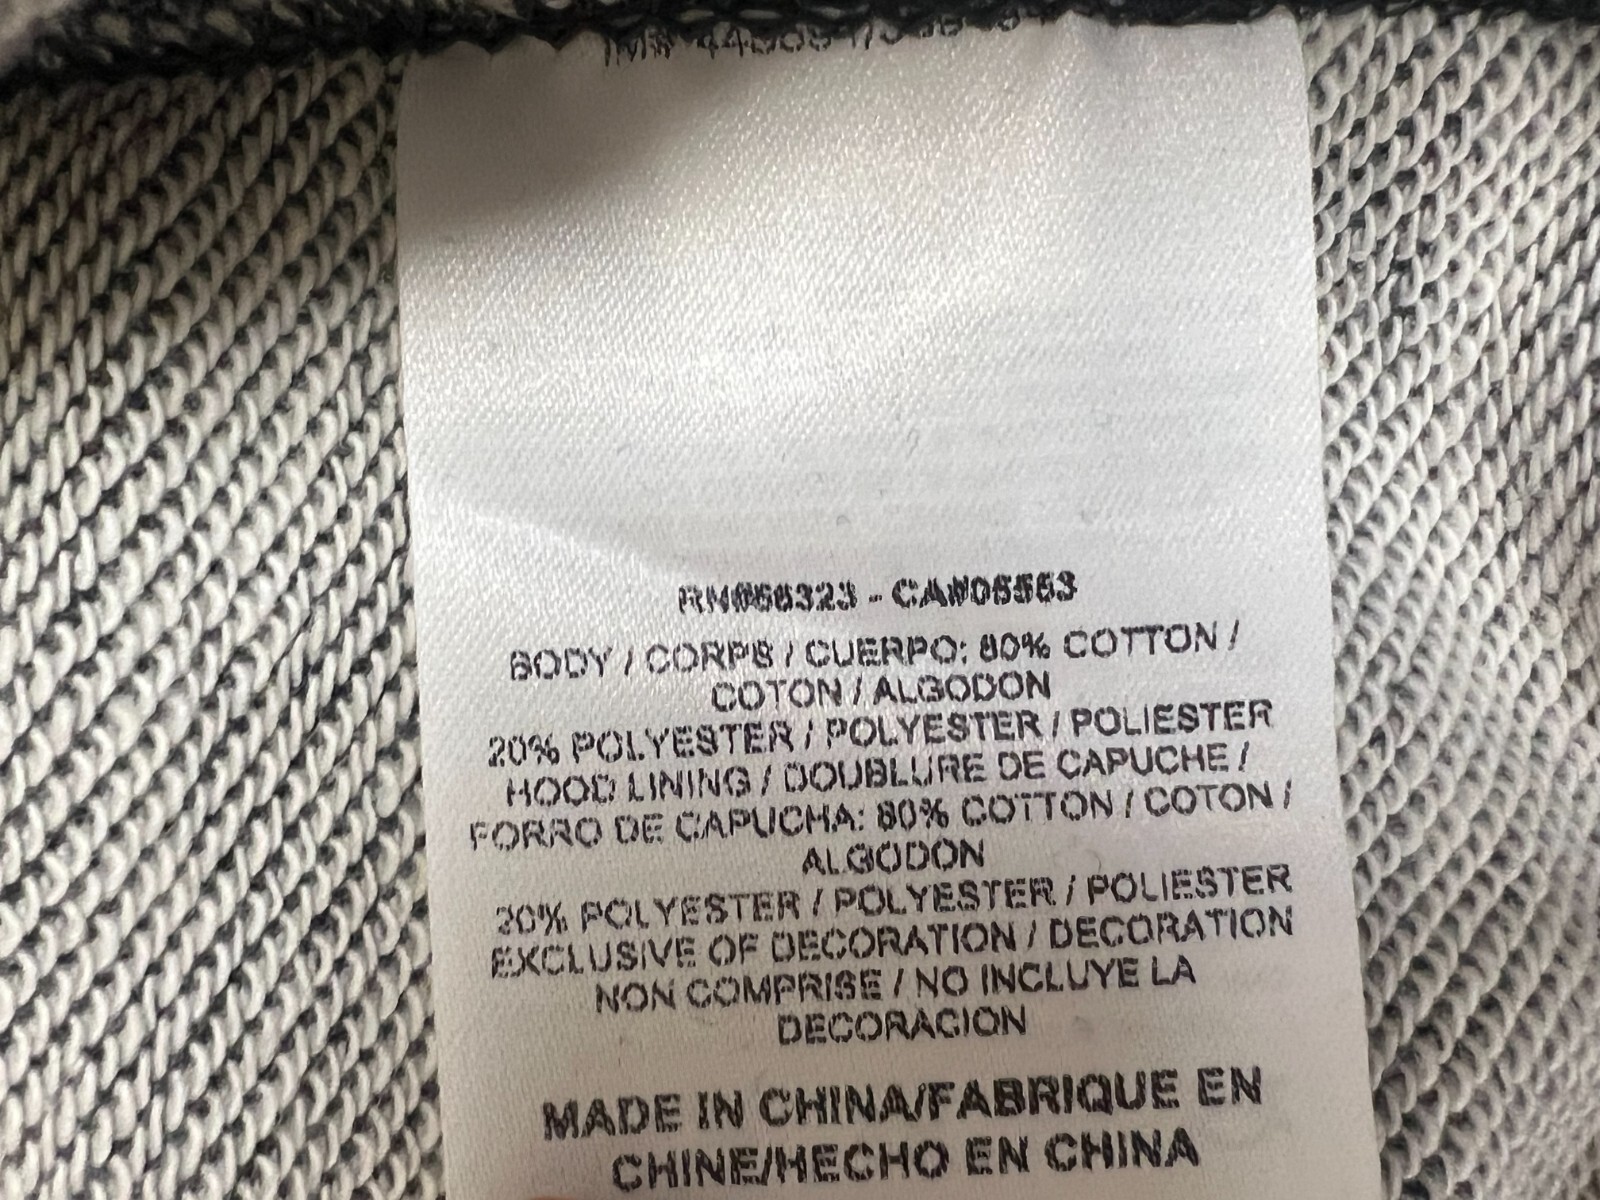 RN#56323 - CA#06553
BODY / CORPS / CUERPO: 80% COTTON /
COTON / ALGODON
20% POLYESTER / POLYESTER / POLIESTER
HOOD LINING / DOUBLURE DE CAPUCHE /
FORRO DE CAPUCHA: 80% COTTON / COTON /
ALGODON
20% POLYESTER / POLYESTER / POLIESTER
EXCLUSIVE OF DECORATION / DECORATION
NON COMPRISE / NO INCLUYE LA
DECORACION
MADE IN CHINA/FABRIQUE EN
CHINE/HECHO EN CHINA